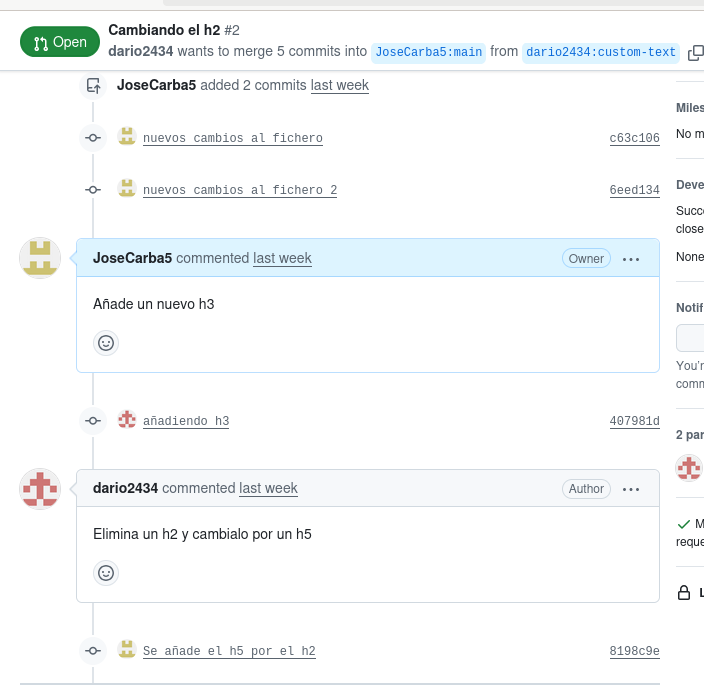 Open
Cambiando el h2 #2
dario2434 wants to merge 5 commits into JoseCarba5:main from dario2434:custom-text
JoseCarba5 added 2 commits last week
nuevos cambios al fichero c63c106
nuevos cambios al fichero 2 6eed134
JoseCarba5 commented last week Owner ...
Añade un nuevo h3
añadiendo h3 407981d
dario2434 commented last week Author ...
Elimina un h2 y cambialo por un h5
Se añade el h5 por el h2 8198c9e
Miles
No m
Deve
Succ
close
None
Notif
You'r
comm
2 par
M
reque
L